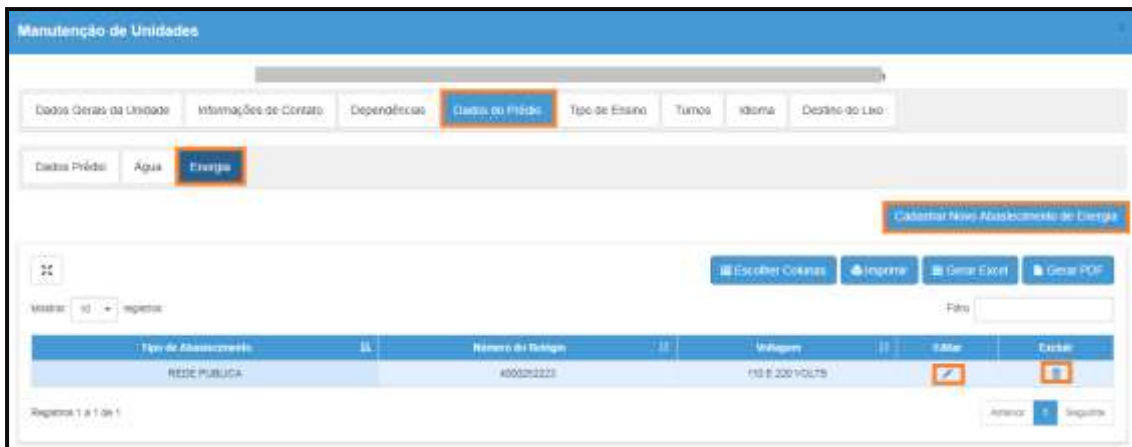 Manutenção de Unidades
Dados Gerais da Unidade Informações de Contato Dependências Dados do Prédio Tipo de Ensino Turnos Idioma Destino do Lixo
Dados Prédio Água Energia
Cadastrar Novo Abastecimento de Energia
Escolher Colunas Imprimir Gerar Excel Gerar PDF
Mostrar 10 registros Filtro
Tipo de Abastecimento Número do Relógio Voltagem Editar Excluir
REDE PUBLICA 4000252223 110 E 220 VOLTS
Registros 1 a 1 de 1 Anterior 1 Seguinte